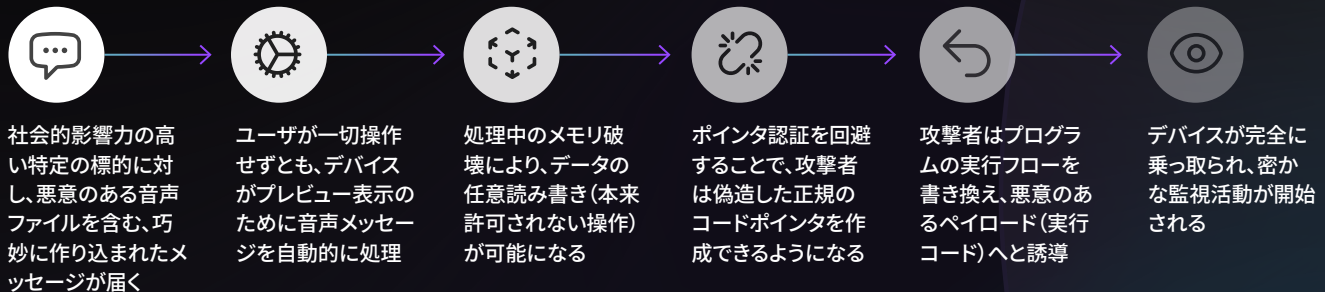 社会的影響力の高
い特定の標的に対
し、悪意のある音声
ファイルを含む、巧
妙に作り込まれたメ
ッセージが届く
ユーザが一切操作
せずとも、デバイス
がプレビュー表示の
ために音声メッセー
ジを自動的に処理
処理中のメモリ破
壊により、データの
任意読み書き（本来
許可されない操作）
が可能になる
ポインタ認証を回避
することで、攻撃者
は偽造した正規の
コードポインタを作
成できるようになる
攻撃者はプログラ
ムの実行フローを
書き換え、悪意のあ
るペイロード（実行
コード）へと誘導
デバイスが完全に
乗っ取られ、密か
な監視活動が開始
される